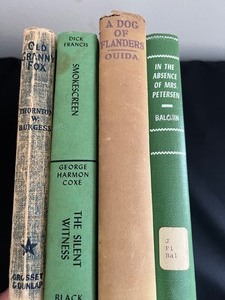 OLD
GRANNY
FOX
THORNTON
W.
BURGESS
GROSSET
& DUNLAP
DICK
FRANCIS
SMOKESCREEN
GEORGE
HARMON
COXE
THE SILENT
WITNESS
BLACK
A DOG
OF
FLANDERS
OUIDA
IN THE
ABSENCE
OF MRS.
PETERSEN
BALCHIN
J
Fi
Bal